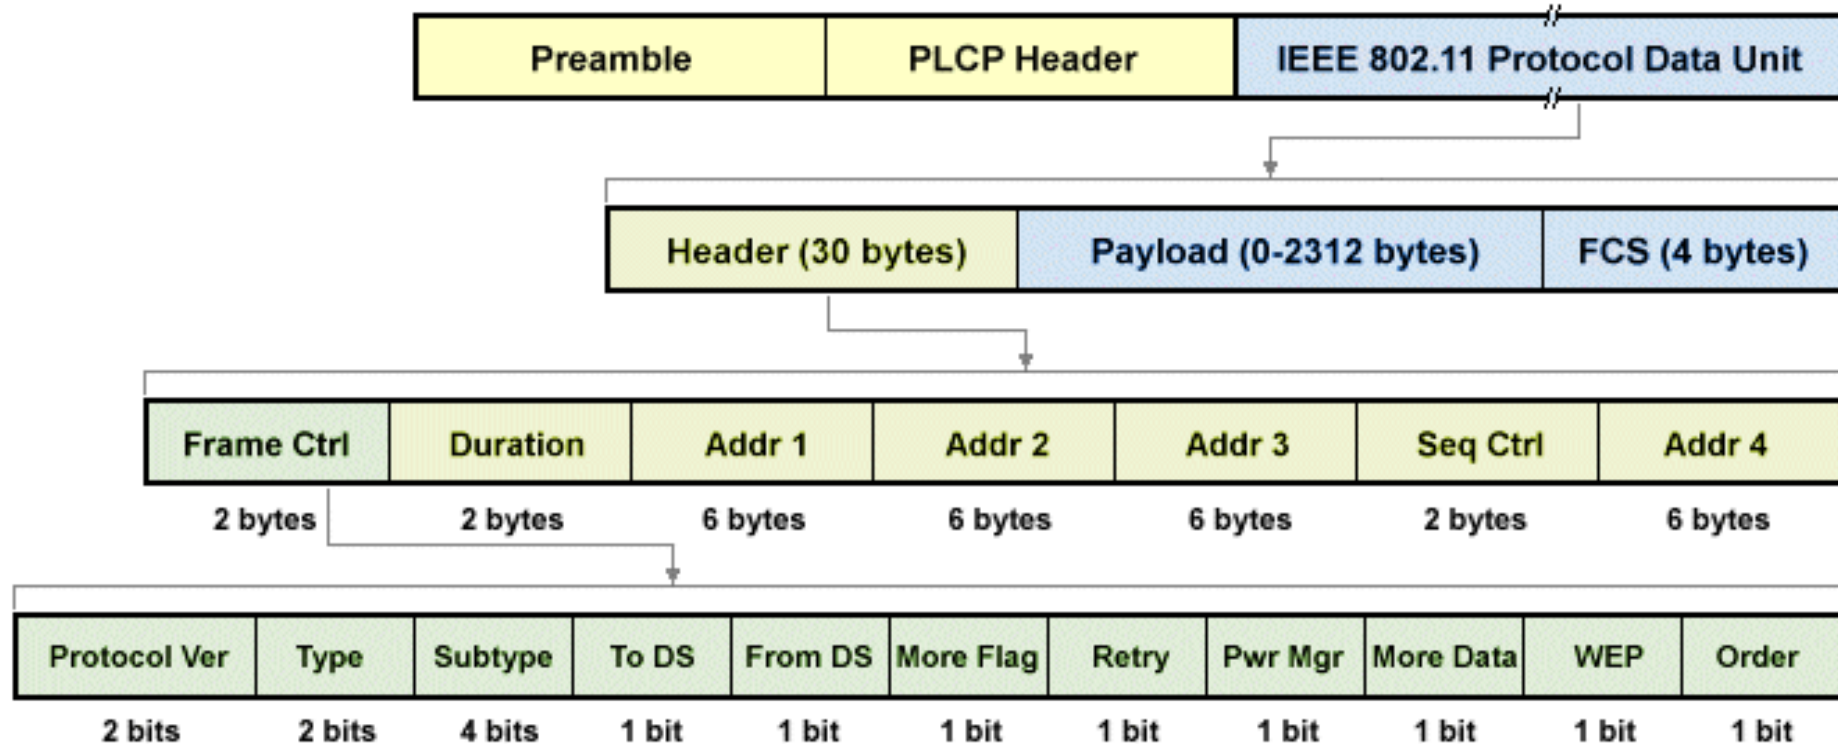 Preamble PLCP Header IEEE 802.11 Protocol Data Unit
Header (30 bytes) Payload (0-2312 bytes) FCS (4 bytes)
Frame Ctrl Duration Addr 1 Addr 2 Addr 3 Seq Ctrl Addr 4
2 bytes 2 bytes 6 bytes 6 bytes 6 bytes 2 bytes 6 bytes
Protocol Ver Type Subtype To DS From DS More Flag Retry Pwr Mgr More Data WEP Order
2 bits 2 bits 4 bits 1 bit 1 bit 1 bit 1 bit 1 bit 1 bit 1 bit 1 bit